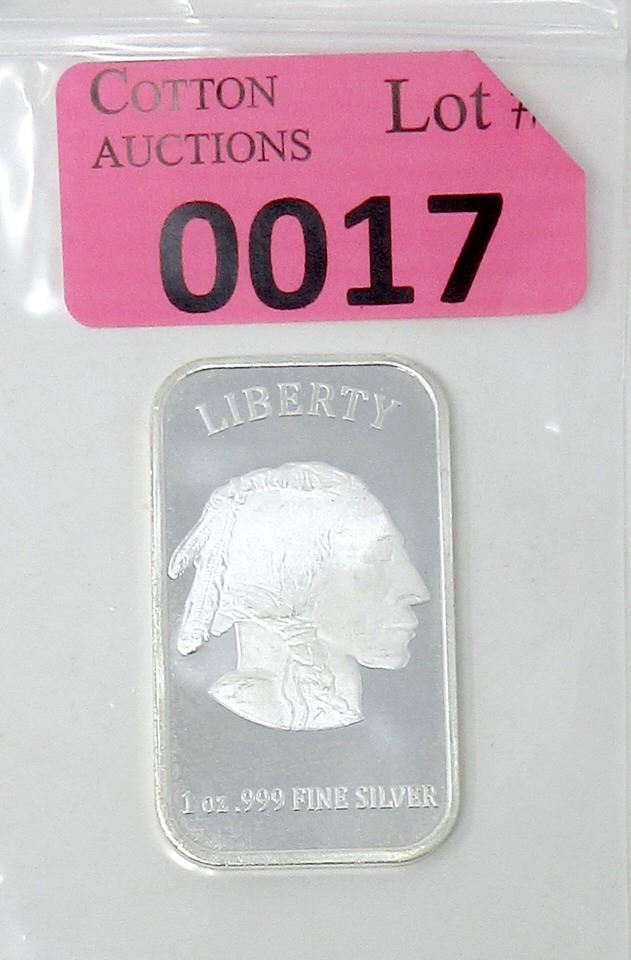 COTTON
AUCTIONS
Lot #
0017
LIBERTY
1 oz .999 FINE SILVER